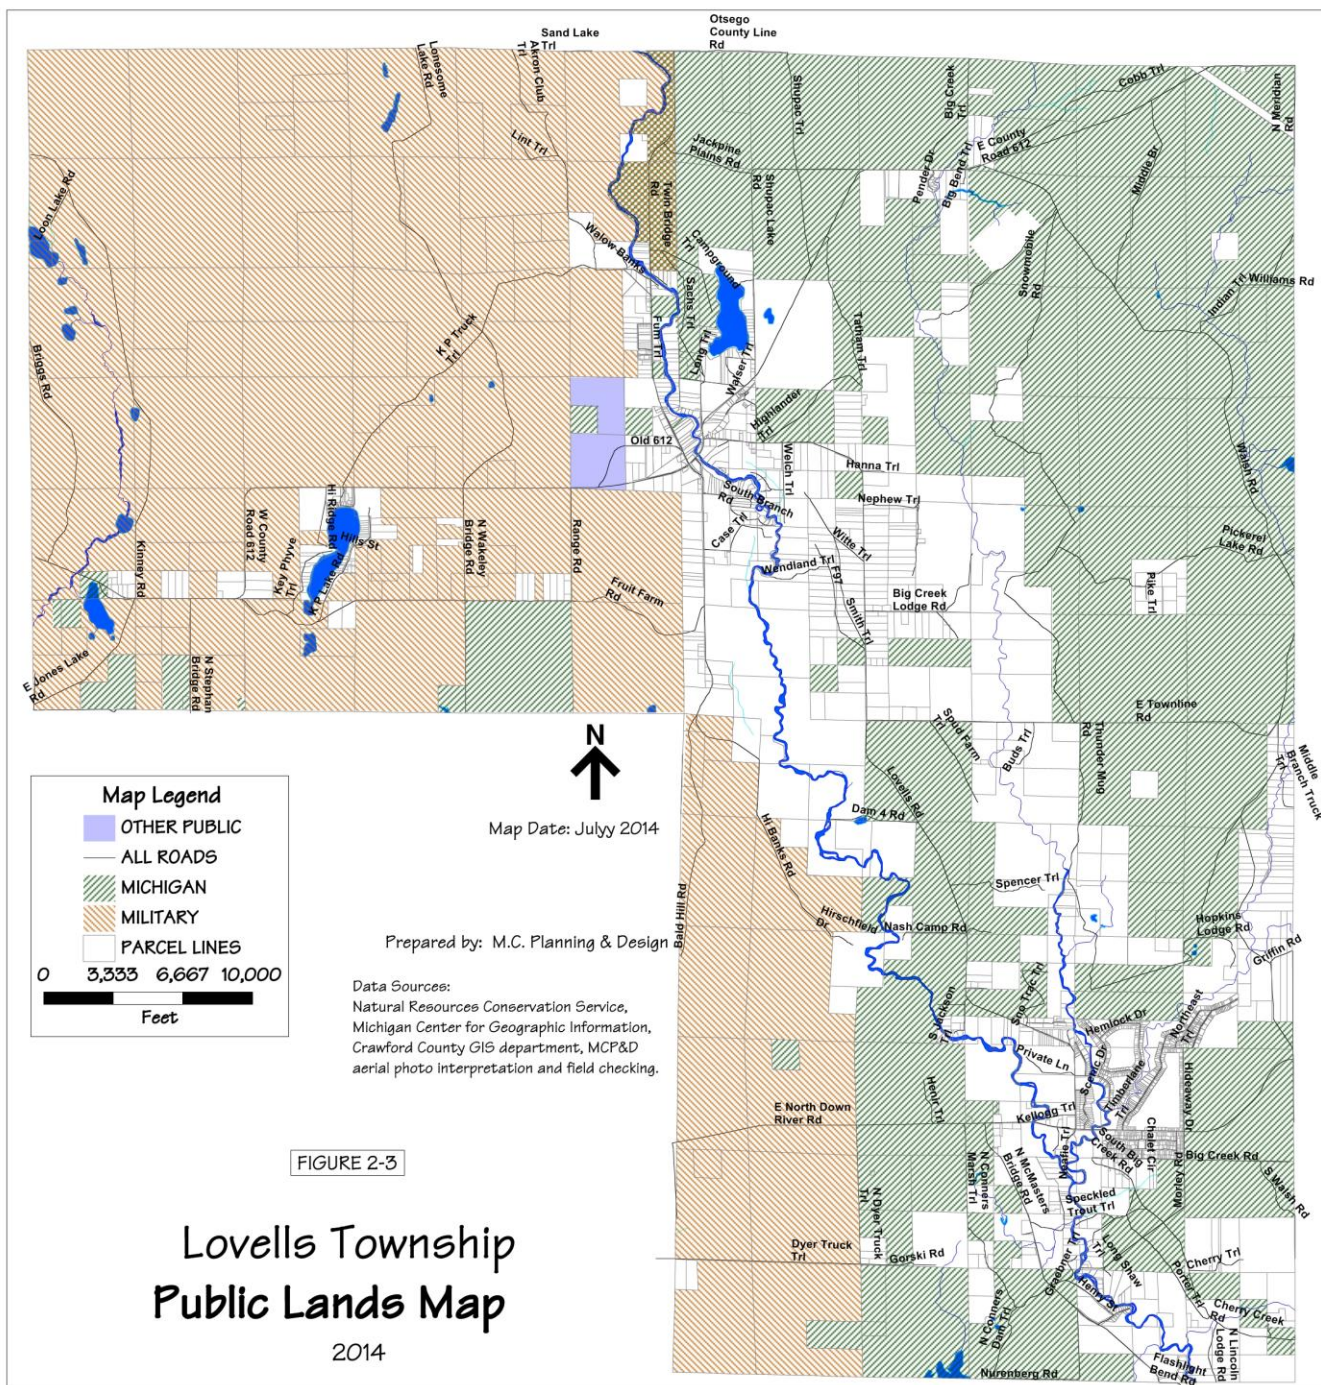 Otsego
County Line
Rd
Sand Lake
Trl
Akron Club
Trl
Lonesome
Lake Rd
Shupac Trl
Big Creek
Trl
Cobb Trl
N Meridian
Rd
Lint Trl
Jackpine
Plains Rd
E County
Road 612
Pender Dr
Big Bend Trl
Middle Br
Loon Lake Rd
Twin Bridge
Rd
Shupac Lake
Rd
Walow Banks
Trl
Campground
Snowmobile
Rd
Williams Rd
Indian Trl
Sachs Trl
K P Truck
Trl
Fum Trl
Long Trl
Walser Trl
Tatham Trl
Briggs Rd
Highlander
Trl
Old 612
Welch Trl
Hanna Trl
Walsh Rd
South Branch
Rd
Nephew Trl
Case Trl
Witte Trl
Pickerel
Lake Rd
Hi Ridge Rd
Hills St
W County
Road 612
Key Phyve
Trl
K P Lake Rd
N Wakeley
Bridge Rd
Range Rd
Kinney Rd
Wendland Trl
F97
Smith Trl
Fruit Farm
Rd
Big Creek
Lodge Rd
Pike Trl
E Jones Lake
Rd
N Stephan
Bridge Rd
E Townline
Rd
Spud Farm
Trl
Buds Trl
Thunder Mug
Rd
Middle
Branch Truck
Trl
N
Map Legend
OTHER PUBLIC
ALL ROADS
MICHIGAN
MILITARY
PARCEL LINES
0 3,333 6,667 10,000
Feet
Map Date: Julyy 2014
Lovells Rd
Dam 4 Rd
Hi Banks Rd
Spencer Trl
Bald Hill Rd
Hirschfield
Dr
Nash Camp Rd
Hopkins
Lodge Rd
Griffin Rd
Prepared by: M.C. Planning & Design
Data Sources:
Natural Resources Conservation Service,
Michigan Center for Geographic Information,
Crawford County GIS department, MCP&D
aerial photo interpretation and field checking.
S Jackson
Trl
Sno Trac Trl
Hemlock Dr
Northeast
Trl
Private Ln
Scenic Dr
Timberlane
Trl
Hideaway Dr
Henir Trl
Kellogg Trl
E North Down
River Rd
Neafie Trl
South Big
Creek Rd
Chalet Cir
Morley Rd
Big Creek Rd
S Walsh Rd
N Conners
Marsh Trl
N McMasters
Bridge Rd
Speckled
Trout Trl
FIGURE 2-3
Lovells Township
Public Lands Map
2014
N Dyer Truck
Trl
Dyer Truck
Trl
Gorski Rd
Graebner Trl
Long Shaw
Trl
Henry St
Porter Trl
Cherry Trl
Cherry Creek
Rd
N Conners
Dam Trl
N Lincoln
Lodge Rd
Flashlight
Bend Rd
Nurenberg Rd